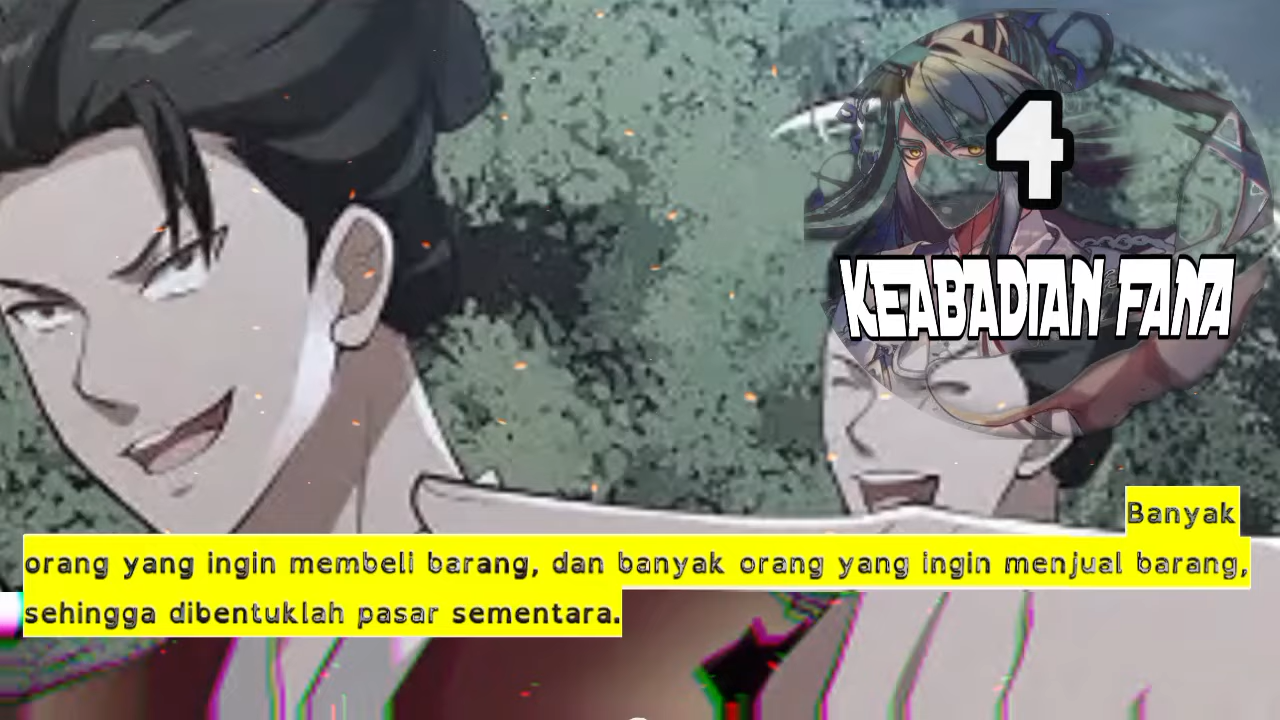 4
KEABADIAN FANA
Banyak
orang yang ingin membeli barang, dan banyak orang yang ingin menjual barang,
sehingga dibentuklah pasar sementara.